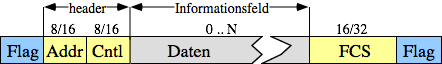 header Informationsfeld
8/16 8/16 0 .. N 16/32
Flag Addr Cntl Daten FCS Flag